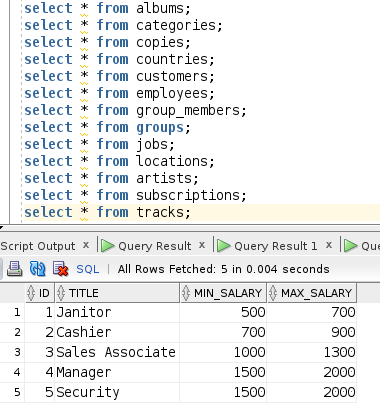 select * from albums;
select * from categories;
select * from copies;
select * from countries;
select * from customers;
select * from employees;
select * from group_members;
select * from groups;
select * from jobs;
select * from locations;
select * from artists;
select * from subscriptions;
select * from tracks;
Script Output x Query Result x Query Result 1 x Que
SQL | All Rows Fetched: 5 in 0.004 seconds
ID TITLE MIN_SALARY MAX_SALARY
1 1 Janitor 500 700
2 2 Cashier 700 900
3 3 Sales Associate 1000 1300
4 4 Manager 1500 2000
5 5 Security 1500 2000